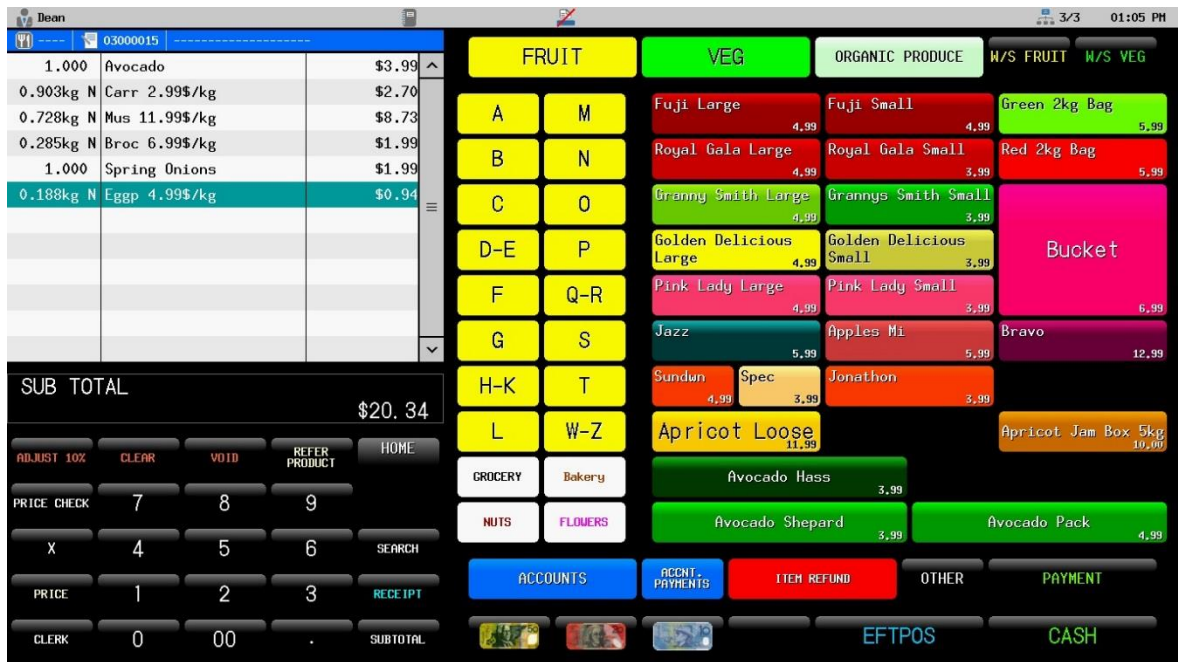 Dean 3/3 01:05 PM
---- 03000015 --------------------
1.000 Avocado $3.99
0.903kg N Carr 2.99$/kg $2.70
0.728kg N Mus 11.99$/kg $8.73
0.285kg N Broc 6.99$/kg $1.99
1.000 Spring Onions $1.99
0.188kg N Eggp 4.99$/kg $0.94
SUB TOTAL
$20.34
ADJUST 10% CLEAR VOID REFER PRODUCT HOME
PRICE CHECK 7 8 9
X 4 5 6 SEARCH
PRICE 1 2 3 RECEIPT
CLERK 0 00 . SUBTOTAL
FRUIT VEG ORGANIC PRODUCE W/S FRUIT W/S VEG
A M
B N
C O
D-E P
F Q-R
G S
H-K T
L W-Z
GROCERY Bakery
NUTS FLOWERS
Fuji Large 4.99 Fuji Small 4.99 Green 2kg Bag 5.99
Royal Gala Large 4.99 Royal Gala Small 3.99 Red 2kg Bag 5.99
Granny Smith Large 4.99 Grannys Smith Small 3.99 Bucket 6.99
Golden Delicious Large 4.99 Golden Delicious Small 3.99
Pink Lady Large 4.99 Pink Lady Small 3.99
Jazz 5.99 Apples Mi 5.99 Bravo 12.99
Sundwn 4.99 Spec 3.99 Jonathon 3.99
Apricot Loose 11.99 Apricot Jam Box 5kg 10.00
Avocado Hass 3.99
Avocado Shepard 3.99 Avocado Pack 4.99
ACCOUNTS ACCNT. PAYMENTS ITEM REFUND OTHER PAYMENT
EFTPOS CASH